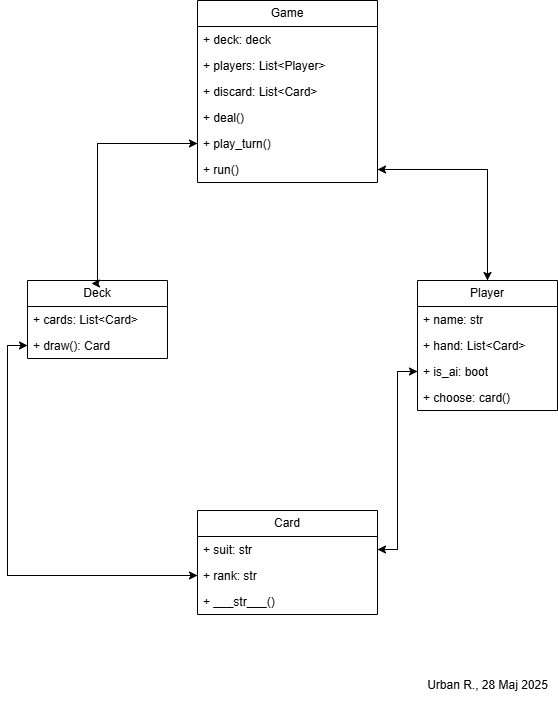 Game
+ deck: deck
+ players: List<Player>
+ discard: List<Card>
+ deal()
+ play_turn()
+ run()
Deck
+ cards: List<Card>
+ draw(): Card
Player
+ name: str
+ hand: List<Card>
+ is_ai: boot
+ choose: card()
Card
+ suit: str
+ rank: str
+ ___str___()
Urban R., 28 Maj 2025